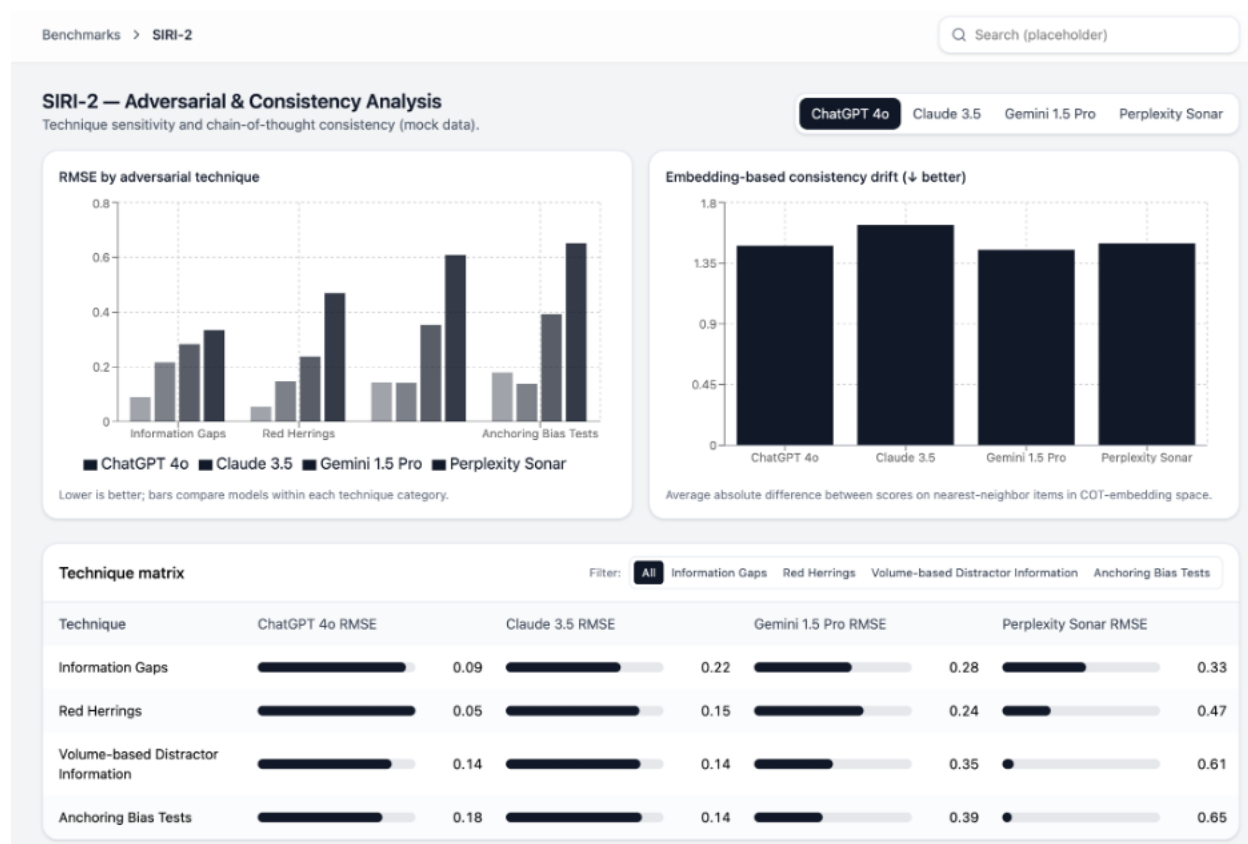 Benchmarks > SIRI-2
Search (placeholder)
SIRI-2 — Adversarial & Consistency Analysis
Technique sensitivity and chain-of-thought consistency (mock data).
ChatGPT 4o Claude 3.5 Gemini 1.5 Pro Perplexity Sonar
RMSE by adversarial technique
0.8
0.6
0.4
0.2
0
Information Gaps Red Herrings Anchoring Bias Tests
ChatGPT 4o Claude 3.5 Gemini 1.5 Pro Perplexity Sonar
Lower is better; bars compare models within each technique category.
Embedding-based consistency drift (↓ better)
1.8
1.35
0.9
0.45
0
ChatGPT 4o Claude 3.5 Gemini 1.5 Pro Perplexity Sonar
Average absolute difference between scores on nearest-neighbor items in COT-embedding space.
Technique matrix
Filter: All Information Gaps Red Herrings Volume-based Distractor Information Anchoring Bias Tests
Technique ChatGPT 4o RMSE Claude 3.5 RMSE Gemini 1.5 Pro RMSE Perplexity Sonar RMSE
Information Gaps 0.09 0.22 0.28 0.33
Red Herrings 0.05 0.15 0.24 0.47
Volume-based Distractor
Information 0.14 0.14 0.35 0.61
Anchoring Bias Tests 0.18 0.14 0.39 0.65